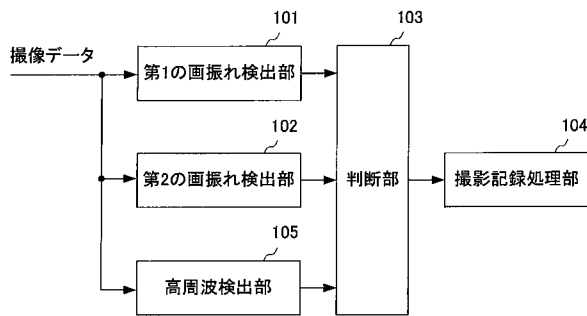 撮像データ
101
第1の画振れ検出部
102
第2の画振れ検出部
105
高周波検出部
103
判断部
104
撮影記録処理部